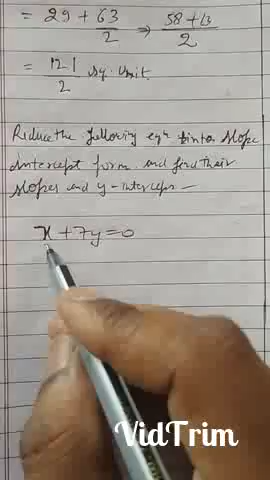 = 29 + 63/2 ⇒ 58+63/2
= 121/2 sq. unit.
Reduce the following eqn into slope
intercept form and find their
slopes and y-intercepts -
x + 7y = 0
VidTrim